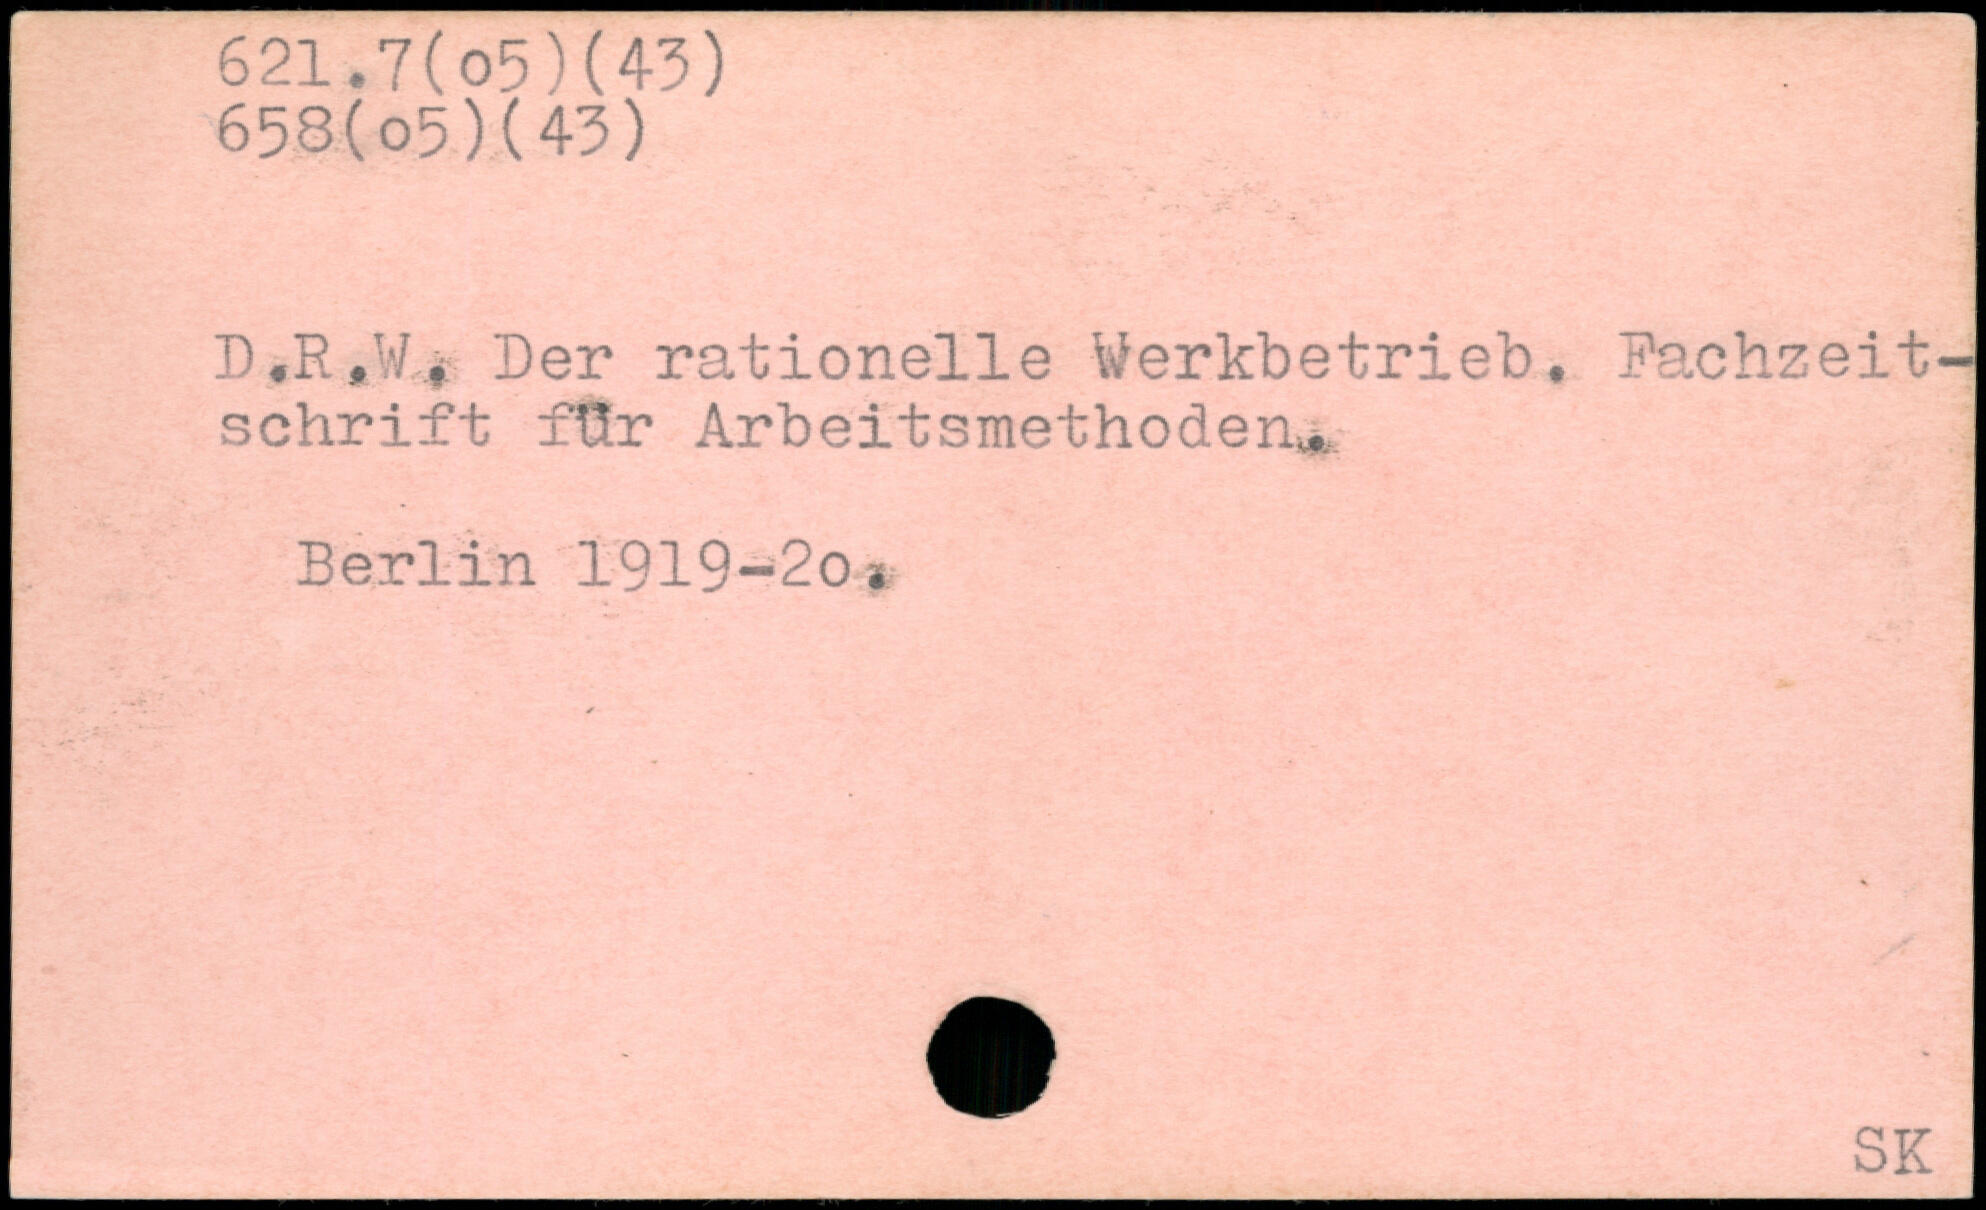 621.7(o5)(43)
658(o5)(43)
D.R.W. Der rationelle Werkbetrieb. Fachzeit-
schrift für Arbeitsmethoden.
Berlin 1919-2o.
SK